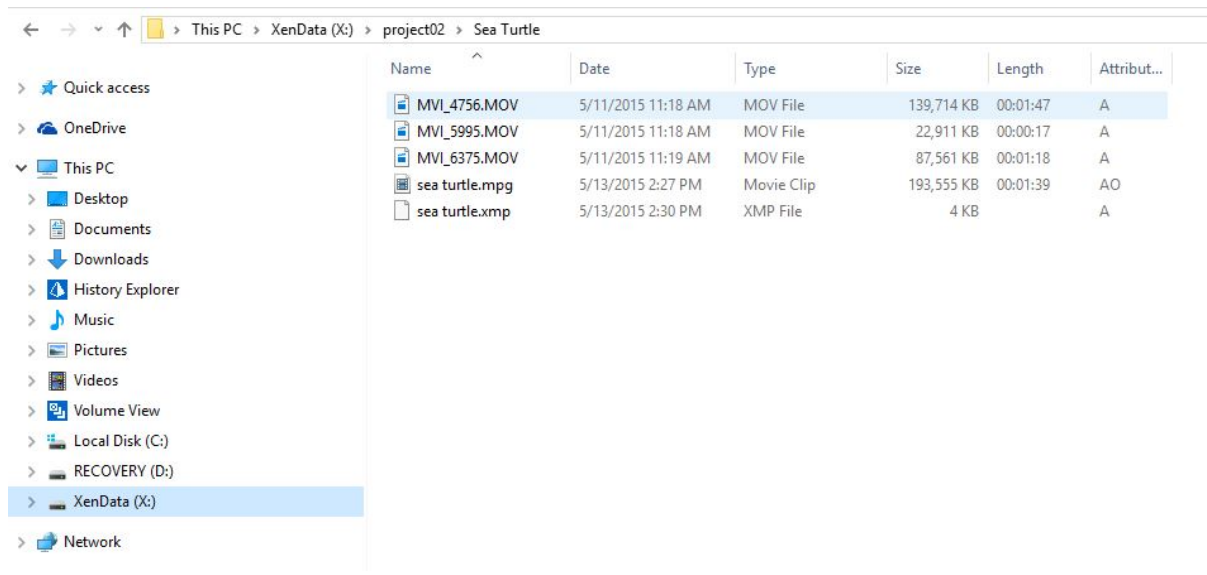 This PC > XenData (X:) > project02 > Sea Turtle
Quick access
OneDrive
This PC
Desktop
Documents
Downloads
History Explorer
Music
Pictures
Videos
Volume View
Local Disk (C:)
RECOVERY (D:)
XenData (X:)
Network
Name Date Type Size Length Attribut...
MVI_4756.MOV 5/11/2015 11:18 AM MOV File 139,714 KB 00:01:47 A
MVI_5995.MOV 5/11/2015 11:18 AM MOV File 22,911 KB 00:00:17 A
MVI_6375.MOV 5/11/2015 11:19 AM MOV File 87,561 KB 00:01:18 A
sea turtle.mpg 5/13/2015 2:27 PM Movie Clip 193,555 KB 00:01:39 AO
sea turtle.xmp 5/13/2015 2:30 PM XMP File 4 KB A